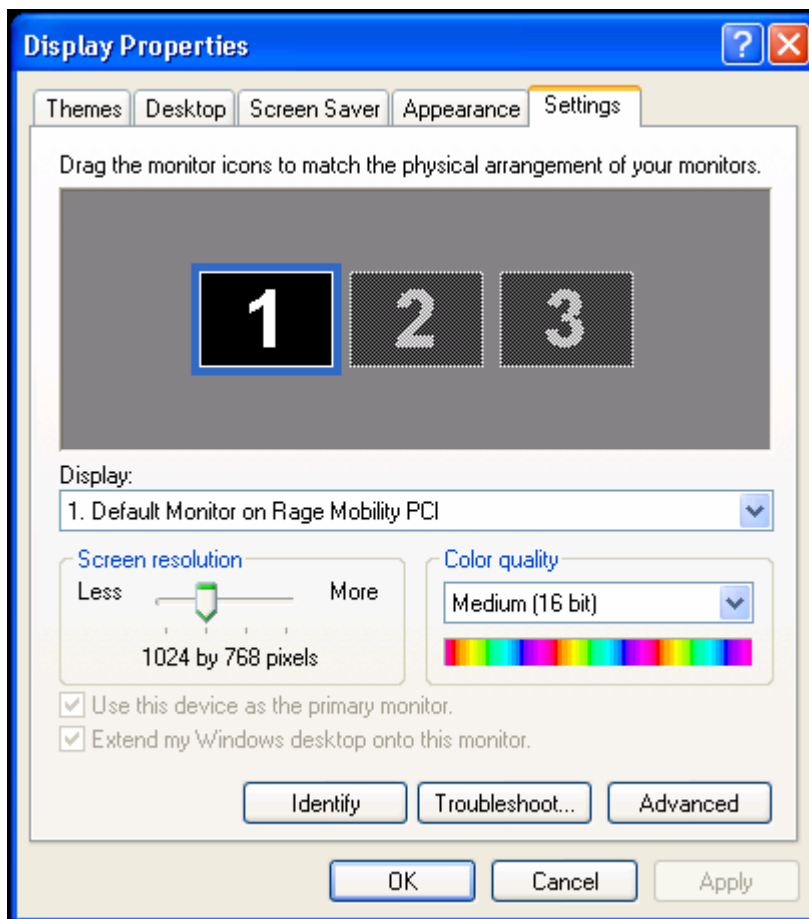 Display Properties
Themes Desktop Screen Saver Appearance Settings
Drag the monitor icons to match the physical arrangement of your monitors.
1 2 3
Display:
1. Default Monitor on Rage Mobility PCI
Screen resolution
Less More
1024 by 768 pixels
Color quality
Medium (16 bit)
Use this device as the primary monitor.
Extend my Windows desktop onto this monitor.
Identify Troubleshoot... Advanced
OK Cancel Apply